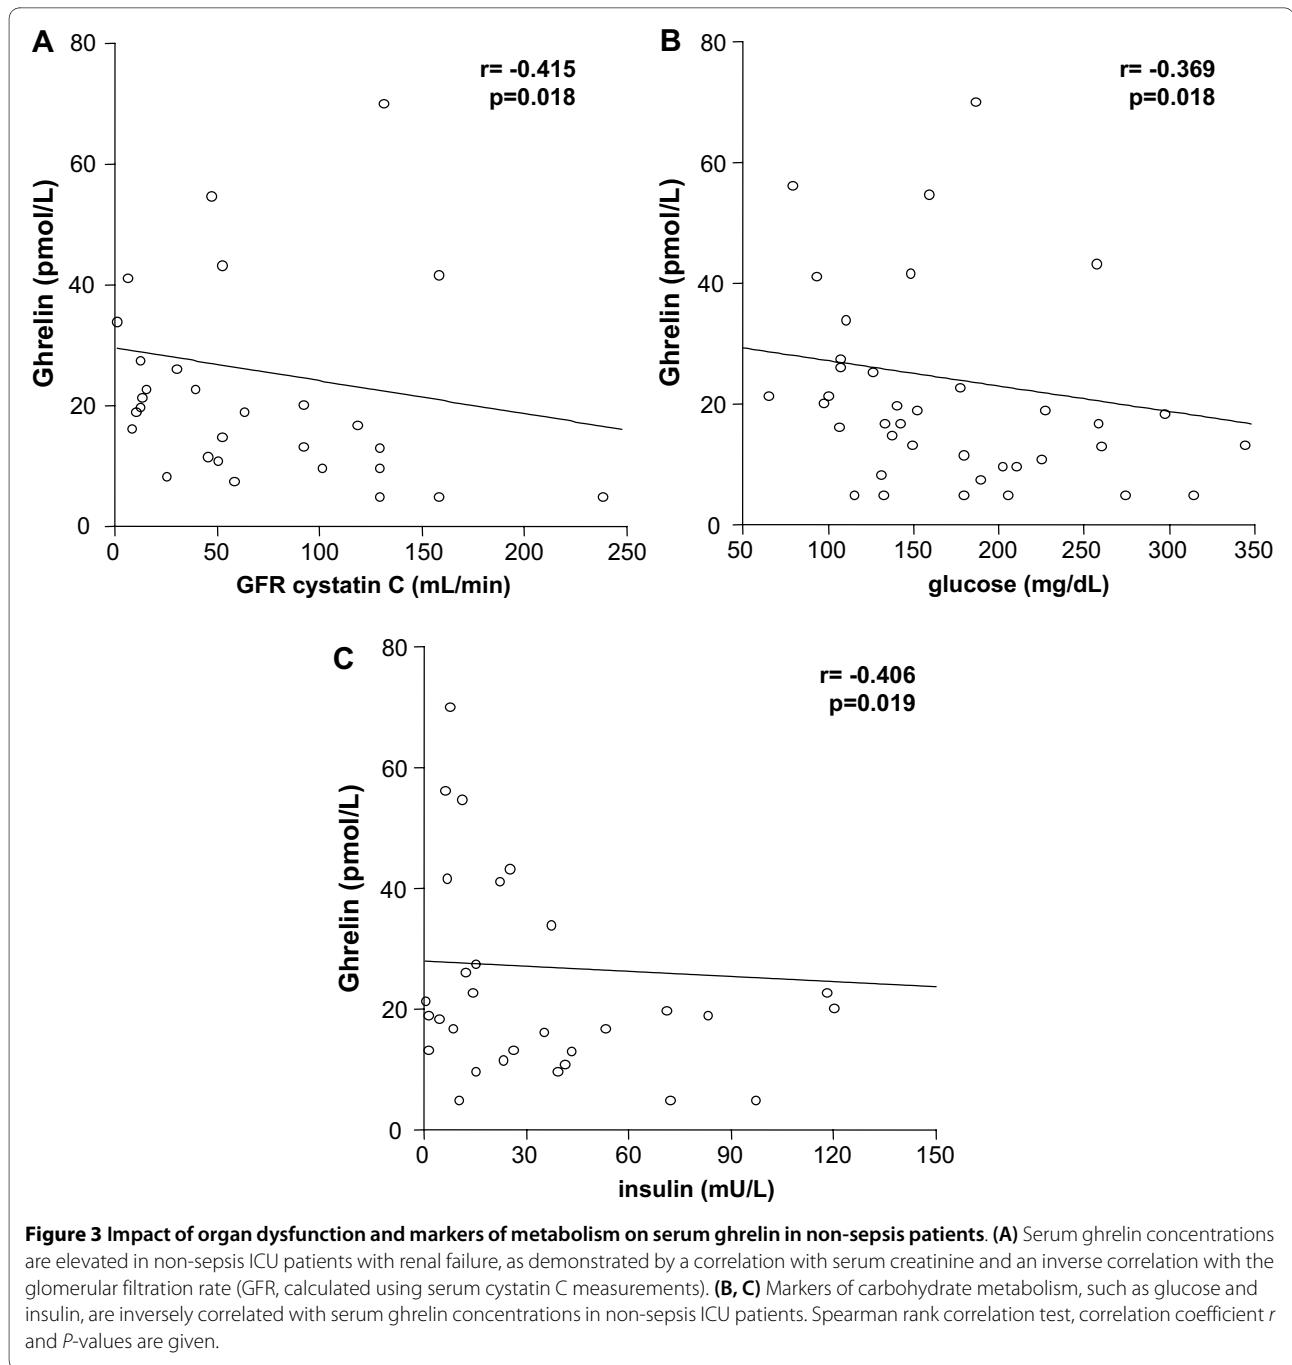 A
80
60
40
20
0
Ghrelin (pmol/L)
r= -0.415
p=0.018
0 50 100 150 200 250
GFR cystatin C (mL/min)
B
80
60
40
20
0
Ghrelin (pmol/L)
r= -0.369
p=0.018
50 100 150 200 250 300 350
glucose (mg/dL)
C
80
60
40
20
0
Ghrelin (pmol/L)
r= -0.406
p=0.019
0 30 60 90 120 150
insulin (mU/L)
Figure 3 Impact of organ dysfunction and markers of metabolism on serum ghrelin in non-sepsis patients. (A) Serum ghrelin concentrations
are elevated in non-sepsis ICU patients with renal failure, as demonstrated by a correlation with serum creatinine and an inverse correlation with the
glomerular filtration rate (GFR, calculated using serum cystatin C measurements). (B, C) Markers of carbohydrate metabolism, such as glucose and
insulin, are inversely correlated with serum ghrelin concentrations in non-sepsis ICU patients. Spearman rank correlation test, correlation coefficient r
and P-values are given.